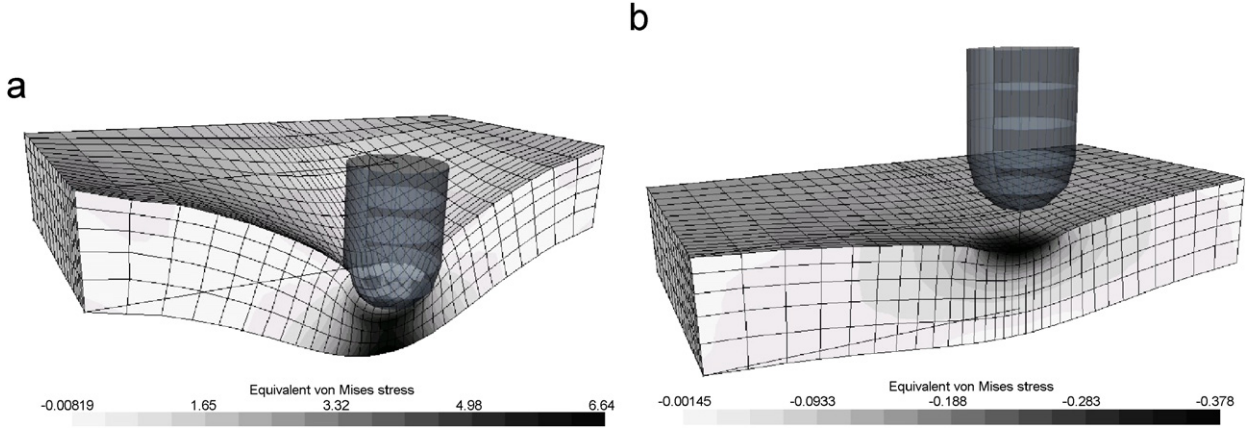 a
Equivalent von Mises stress
-0.00819 1.65 3.32 4.98 6.64
b
Equivalent von Mises stress
-0.00145 -0.0933 -0.188 -0.283 -0.378